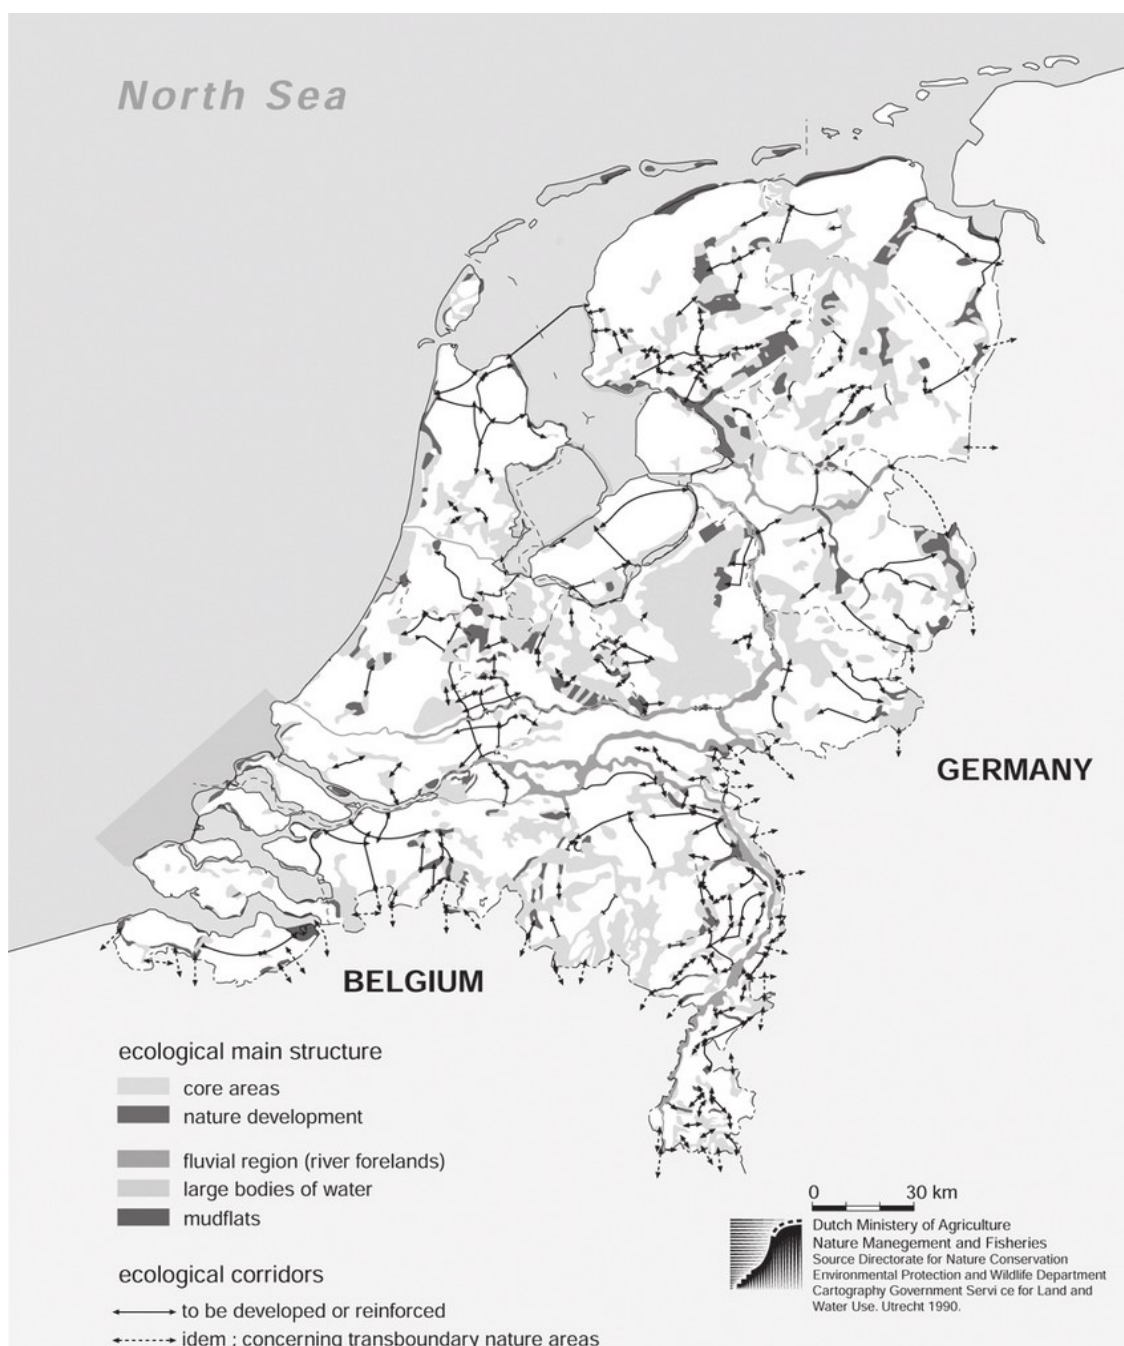 North Sea
GERMANY
BELGIUM
ecological main structure
core areas
nature development
fluvial region (river forelands)
large bodies of water
mudflats
ecological corridors
to be developed or reinforced
idem ; concerning transboundary nature areas
0 30 km
Dutch Ministery of Agriculture
Nature Manegement and Fisheries
Source Directorate for Nature Conservation
Environmental Protection and Wildlife Department
Cartography Government Servi ce for Land and
Water Use. Utrecht 1990.